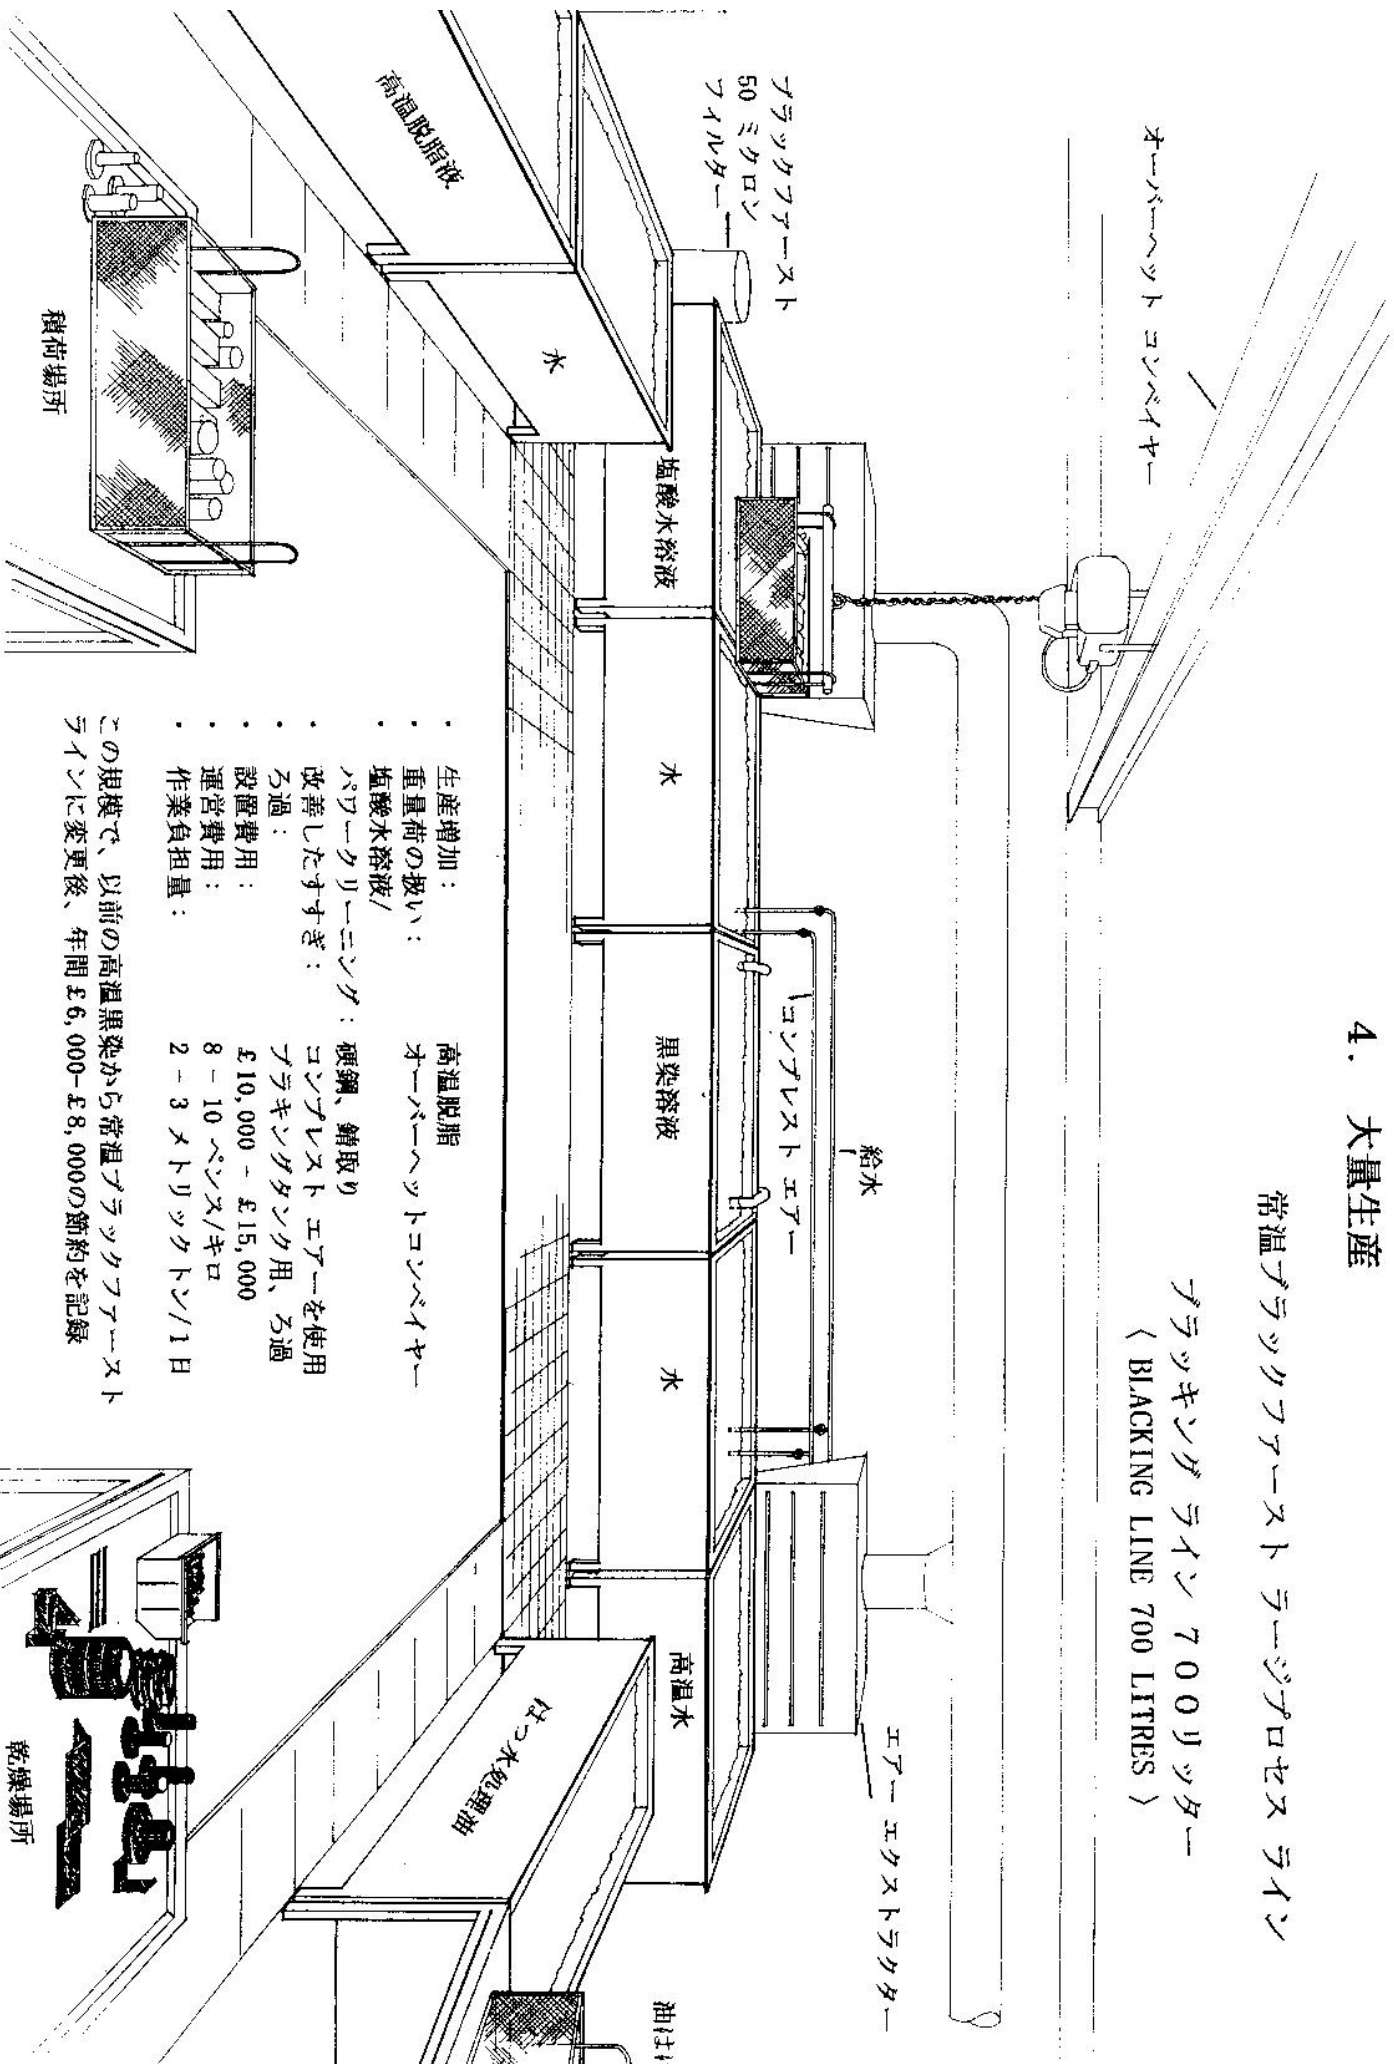 4. 大量生産
常温ブラックファースト ラージプロセス ライン
ブラッキング ライン 700リッター
〈 BLACKING LINE 700 LITRES 〉
オーバーヘット コンベイヤー
ブラックファースト
50 ミクロン
フィルター
エアー エクストラクター
給水
コンプレスト エアー
高温脱脂液
水
塩酸水溶液
水
黒染溶液
水
高温水
はっ水処理油
油は
積荷場所
乾燥場所
・ 生産増加： 高温脱脂
・ 重量荷の扱い： オーバーヘットコンベイヤー
・ 塩酸水溶液/
パワークリーニング： 硬鋼、錆取り
・ 改善したすすぎ： コンプレスト エアーを使用
・ ろ過： ブラキングタンク用、ろ過
・ 設置費用： £10,000 - £15,000
・ 運営費用： 8 - 10 ペンス/キロ
・ 作業負担量： 2 - 3 メトリックトン/1日
この規模で、以前の高温黒染から常温ブラックファースト
ラインに変更後、年間£6,000-£8,000の節約を記録